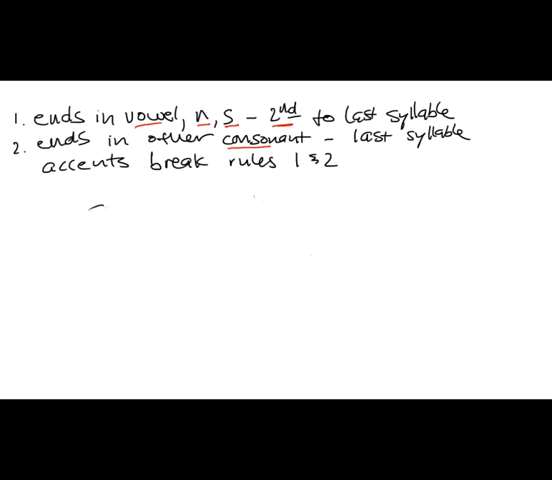 1. ends in vowel, n, s - 2nd to last syllable
2. ends in other consonant - last syllable
accents break rules 1 & 2